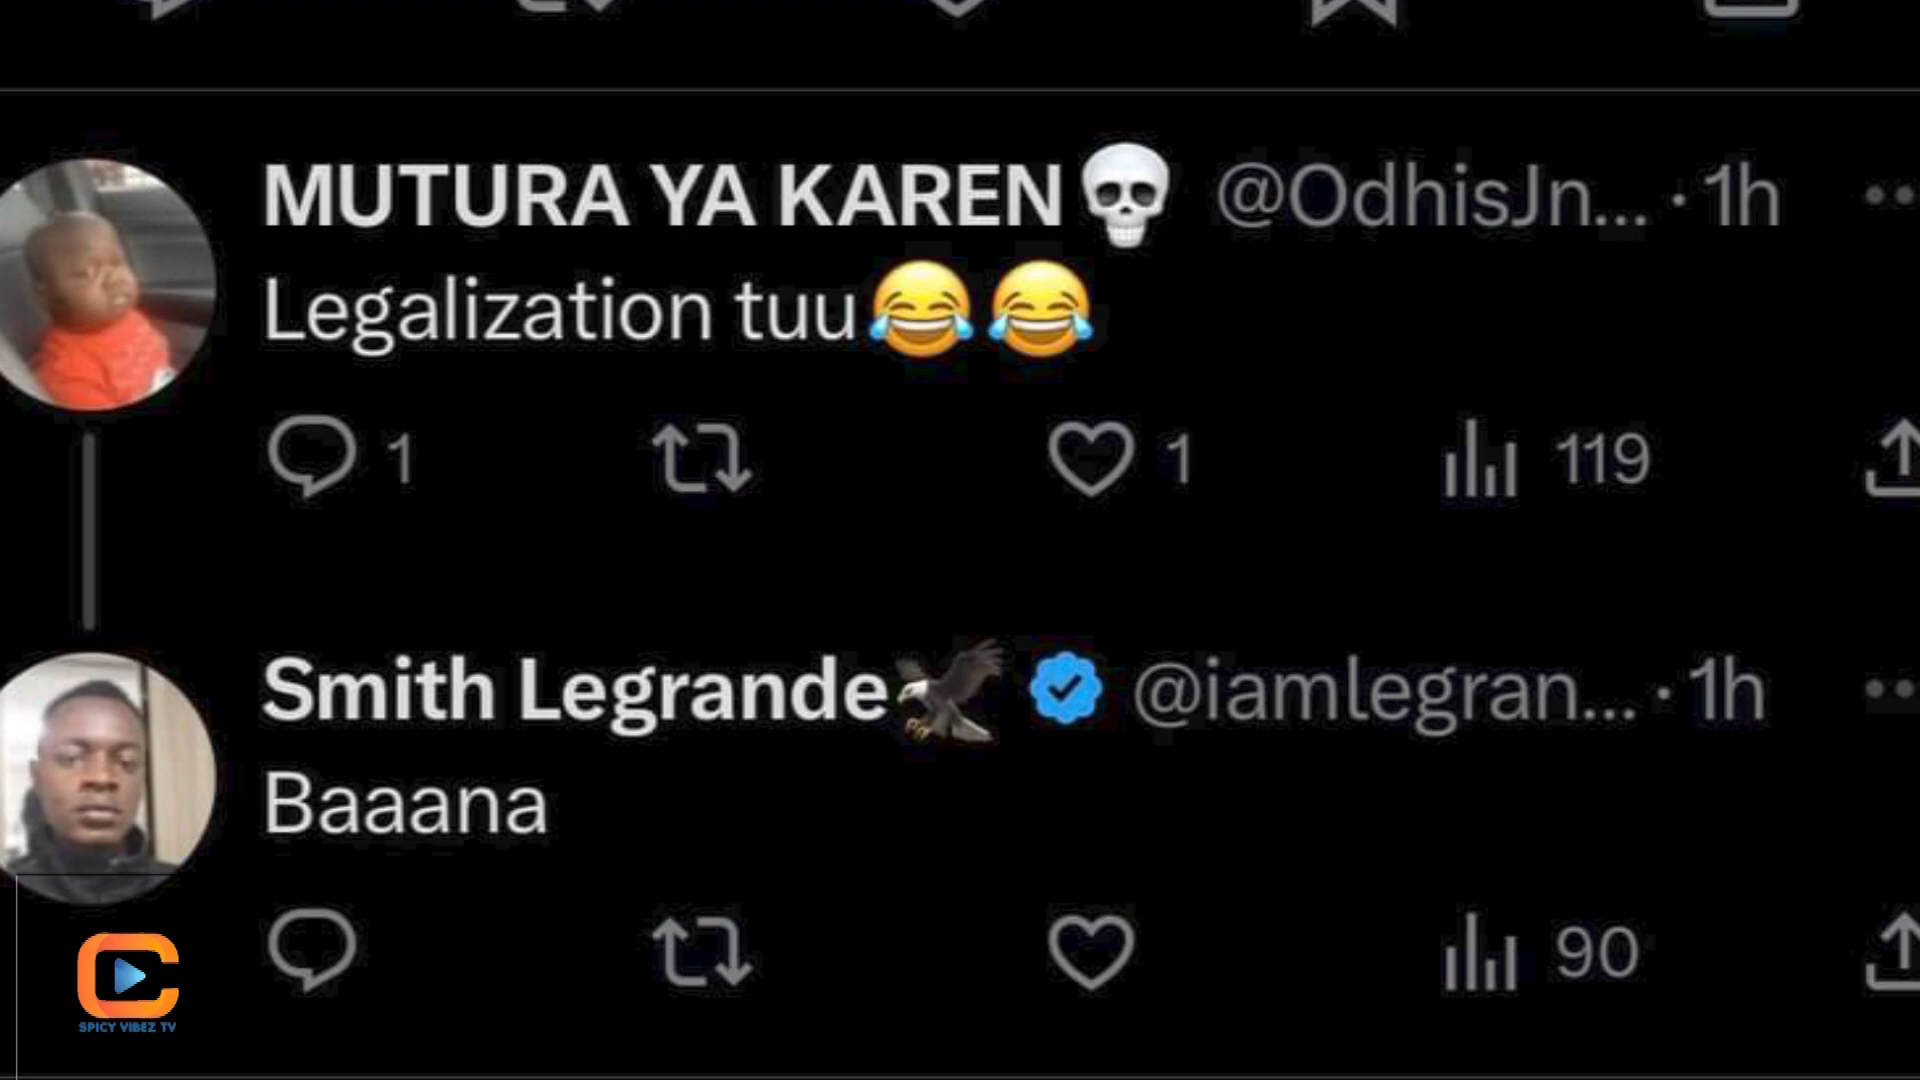 MUTURA YA KAREN💀 @OdhisJn... · 1h
Legalization tuu😂😂
1 1 119
Smith Legrande🦅 @iamlegran... · 1h
Baaana
90
SPICY VIBEZ TV